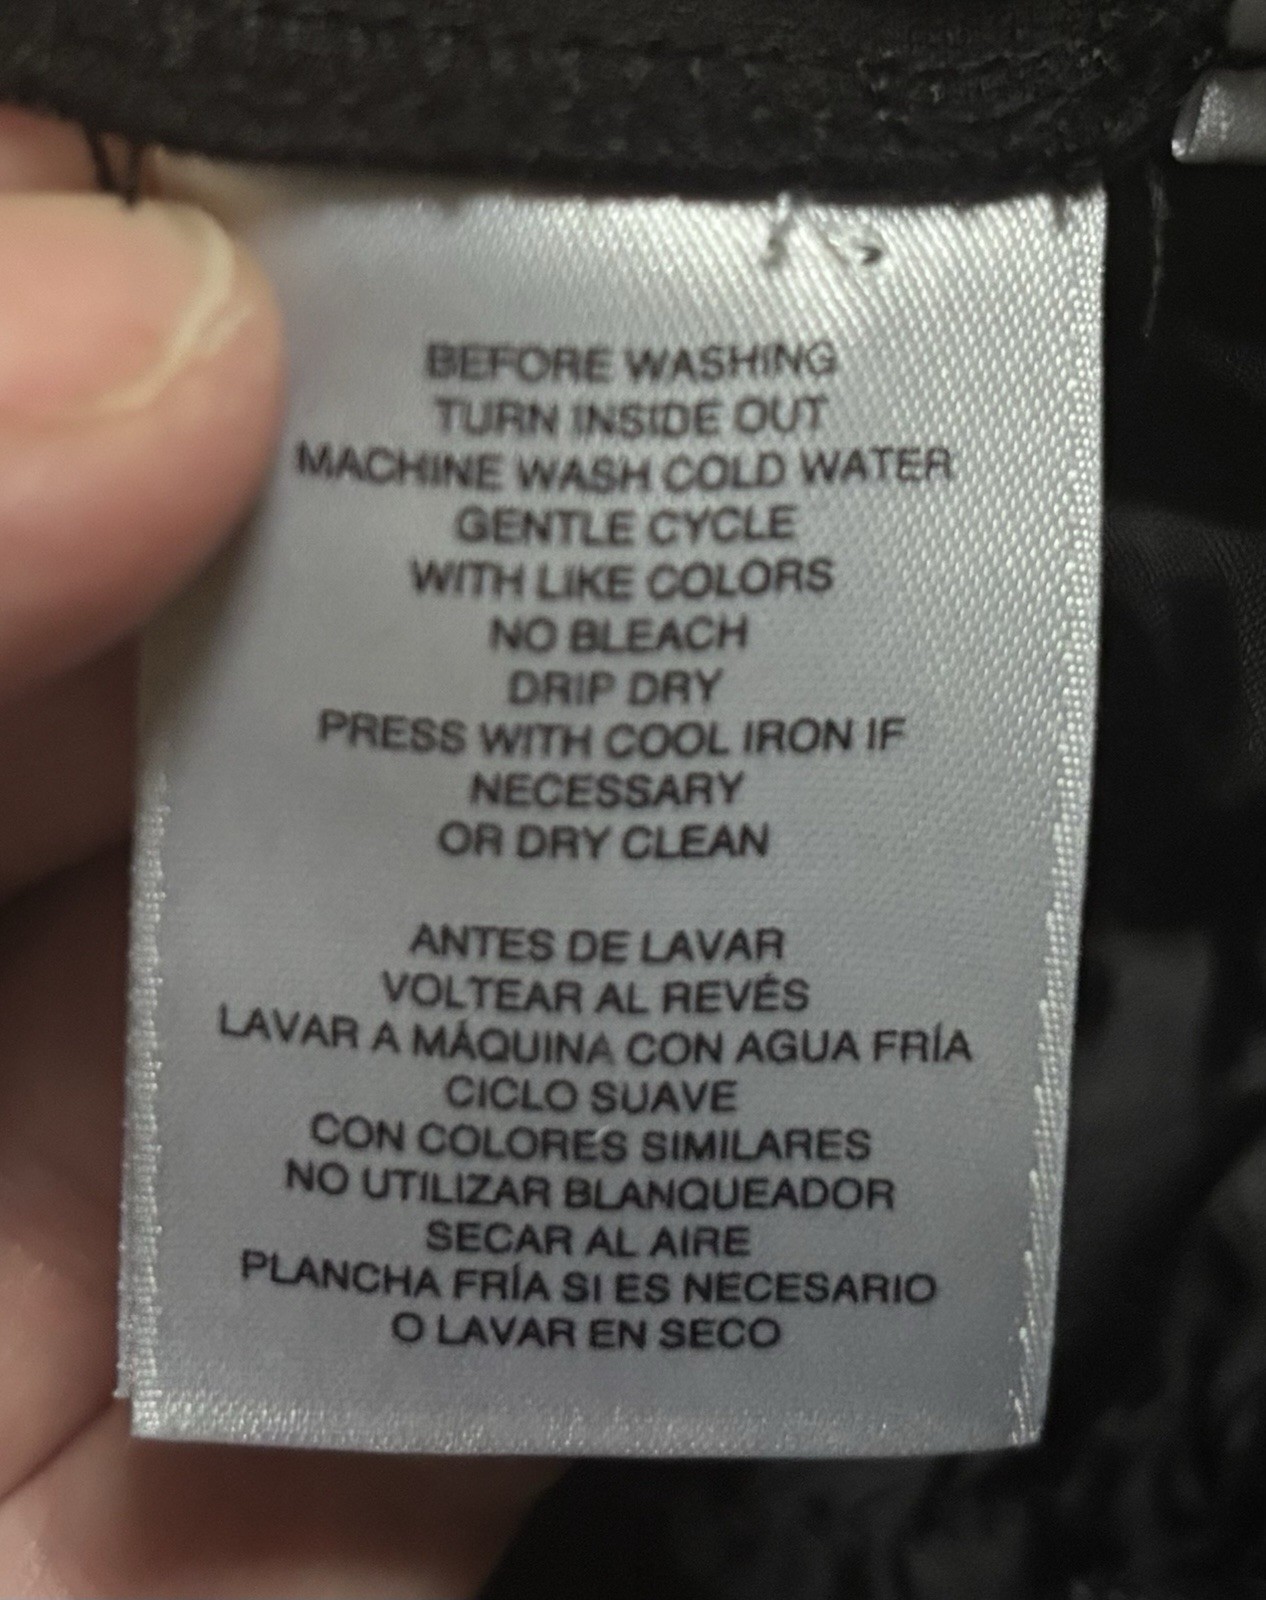 BEFORE WASHING
TURN INSIDE OUT
MACHINE WASH COLD WATER
GENTLE CYCLE
WITH LIKE COLORS
NO BLEACH
DRIP DRY
PRESS WITH COOL IRON IF
NECESSARY
OR DRY CLEAN
ANTES DE LAVAR
VOLTEAR AL REVÉS
LAVAR A MÁQUINA CON AGUA FRÍA
CICLO SUAVE
CON COLORES SIMILARES
NO UTILIZAR BLANQUEADOR
SECAR AL AIRE
PLANCHA FRÍA SI ES NECESARIO
O LAVAR EN SECO